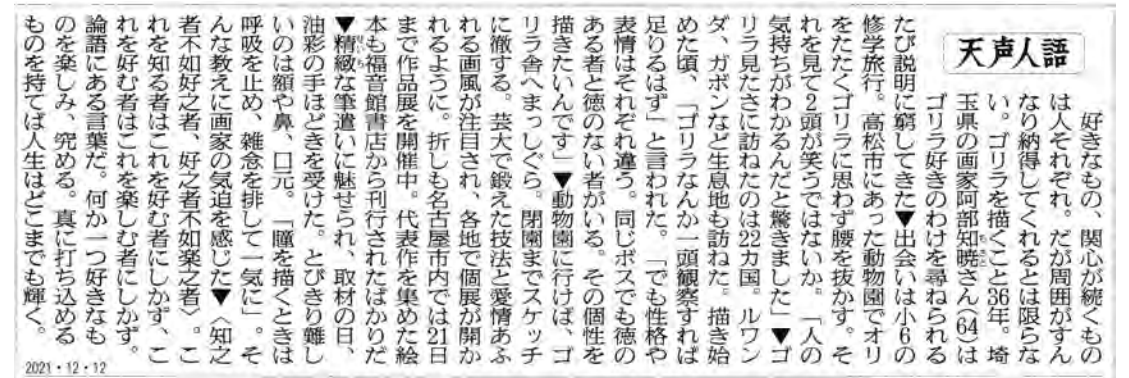 天声人語
好きなもの、関心が続くもの
は人それぞれ。だが周囲がすん
なり納得してくれるとは限らな
い。ゴリラを描くこと36年。埼
玉県の画家阿部知暁さん(64)は
ゴリラ好きのわけを尋ねられる
たび説明に窮してきた▼出会いは小6の
修学旅行。高松市にあった動物園でオリ
をたたくゴリラに思わず腰を抜かす。そ
れを見て2頭が笑うではないか。「人の
気持ちがわかるんだと驚きました」▼ゴ
リラ見たさに訪ねたのは22カ国。ルワン
ダ、ガボンなど生息地も訪ねた。描き始
めた頃、「ゴリラなんか一頭観察すれば
足りるはず」と言われた。「でも性格や
表情はそれぞれ違う。同じボスでも徳の
ある者と徳のない者がいる。その個性を
描きたいんです」▼動物園に行けば、ゴ
リラ舎へまっしぐら。閉園までスケッチ
に徹する。芸大で鍛えた技法と愛情あふ
れる画風が注目され、各地で個展が開か
れるように。折しも名古屋市内では21日
まで作品展を開催中。代表作を集めた絵
本も福音館書店から刊行されたばかりだ
▼精緻な筆遣いに魅せられ、取材の日、
油彩の手ほどきを受けた。とびきり難し
いのは額や鼻、口元。「瞳を描くときは
呼吸を止め、雑念を排して一気に」。そ
んな教えに画家の気迫を感じた▼〈知之
者不如好之者、好之者不如楽之者〉。こ
れを知る者はこれを好む者にしかず、こ
れを好む者はこれを楽しむ者にしかず。
論語にある言葉だ。何か一つ好きなも
のを楽しみ、究める。真に打ち込める
ものを持てば人生はどこまでも輝く。
2021・12・12